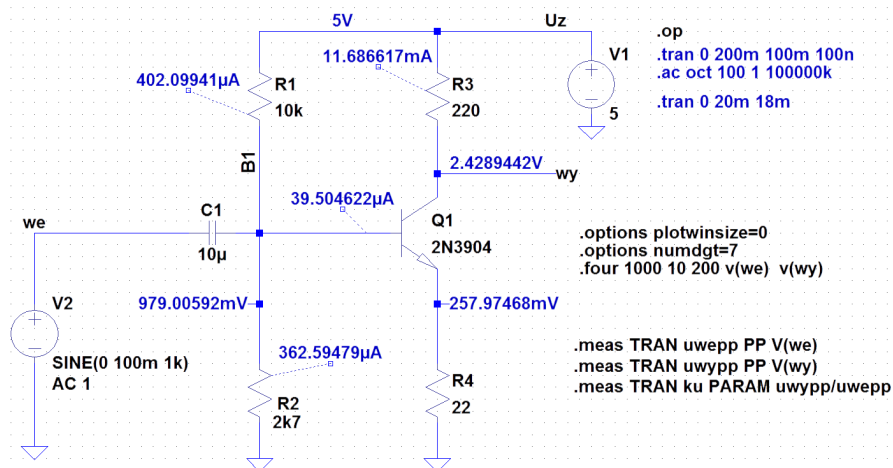 5V
Uz
.op
.tran 0 200m 100m 100n
.ac oct 100 1 100000k
.tran 0 20m 18m
V1
5
402.09941µA
R1
10k
11.686617mA
R3
220
B1
2.4289442V
wy
39.504622µA
we
C1
10µ
Q1
2N3904
.options plotwinsize=0
.options numdgt=7
.four 1000 10 200 v(we) v(wy)
V2
SINE(0 100m 1k)
AC 1
979.00592mV
257.97468mV
362.59479µA
R2
2k7
R4
22
.meas TRAN uwepp PP V(we)
.meas TRAN uwypp PP V(wy)
.meas TRAN ku PARAM uwypp/uwepp